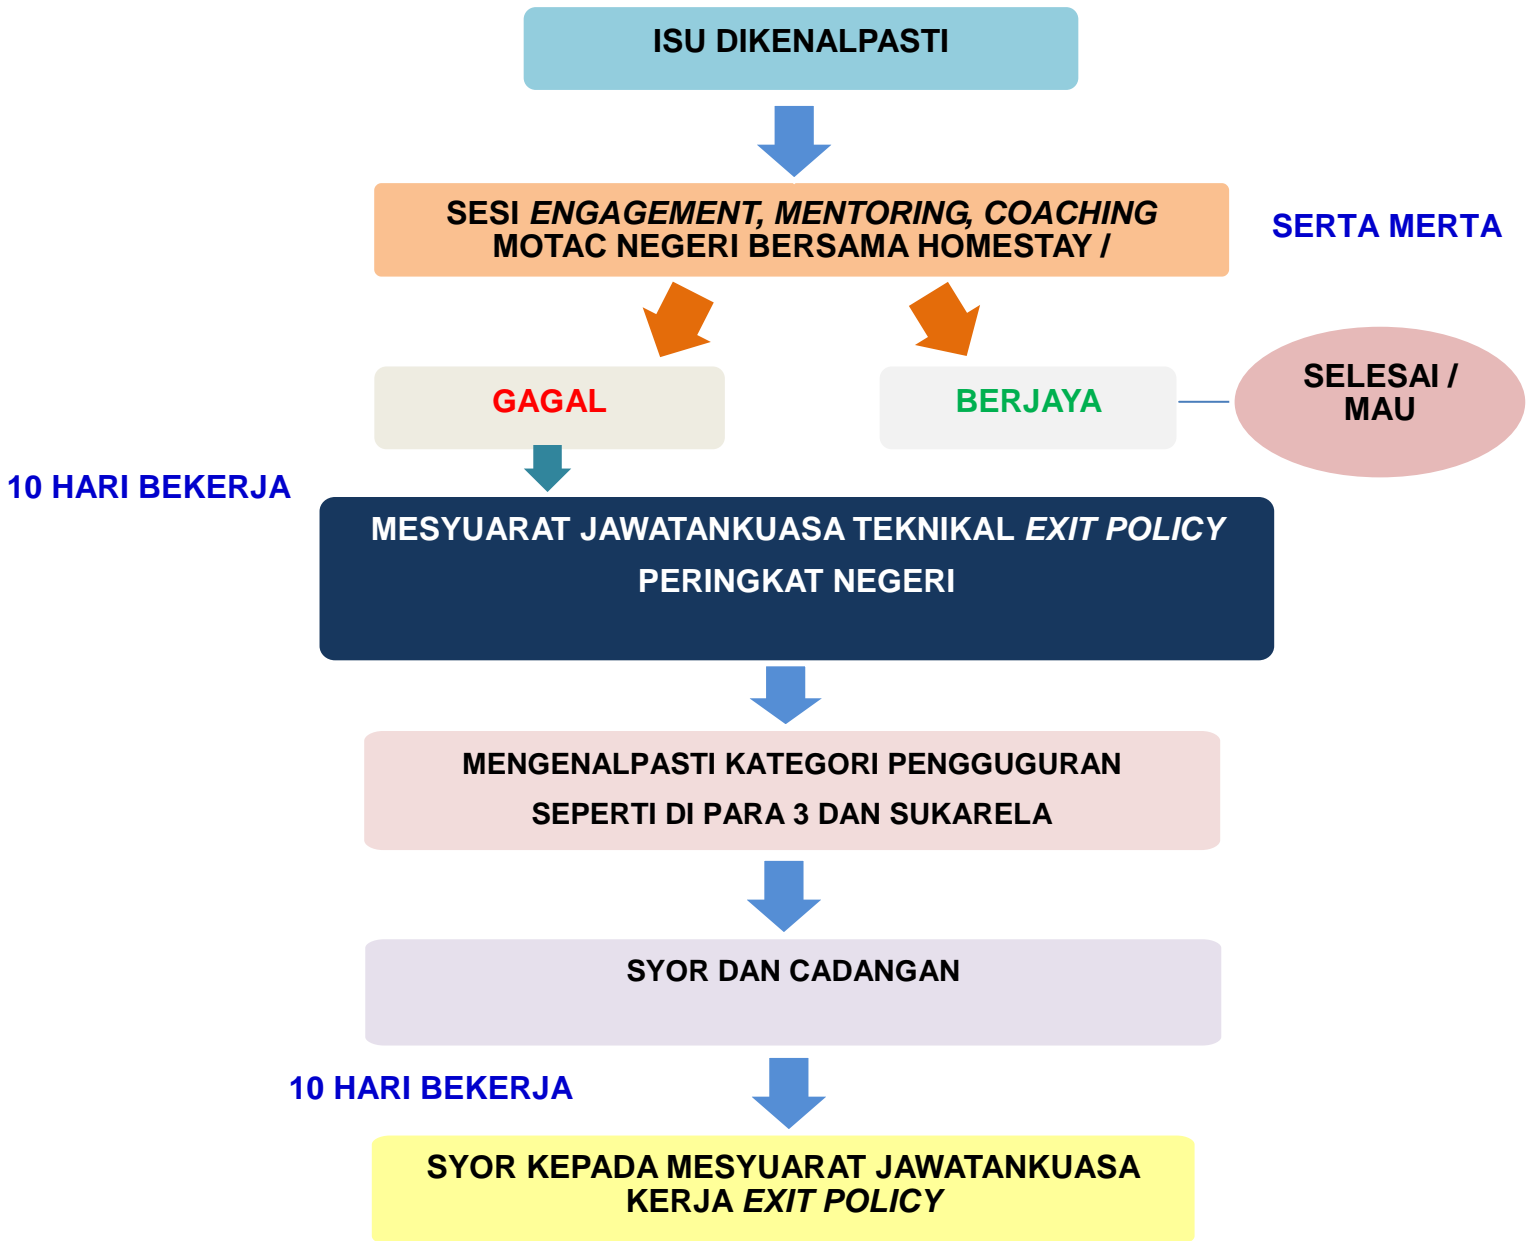 ISU DIKENALPASTI
SESI ENGAGEMENT, MENTORING, COACHING
MOTAC NEGERI BERSAMA HOMESTAY /
SERTA MERTA
GAGAL
BERJAYA
SELESAI /
MAU
10 HARI BEKERJA
MESYUARAT JAWATANKUASA TEKNIKAL EXIT POLICY
PERINGKAT NEGERI
MENGENALPASTI KATEGORI PENGGUGURAN
SEPERTI DI PARA 3 DAN SUKARELA
SYOR DAN CADANGAN
10 HARI BEKERJA
SYOR KEPADA MESYUARAT JAWATANKUASA
KERJA EXIT POLICY